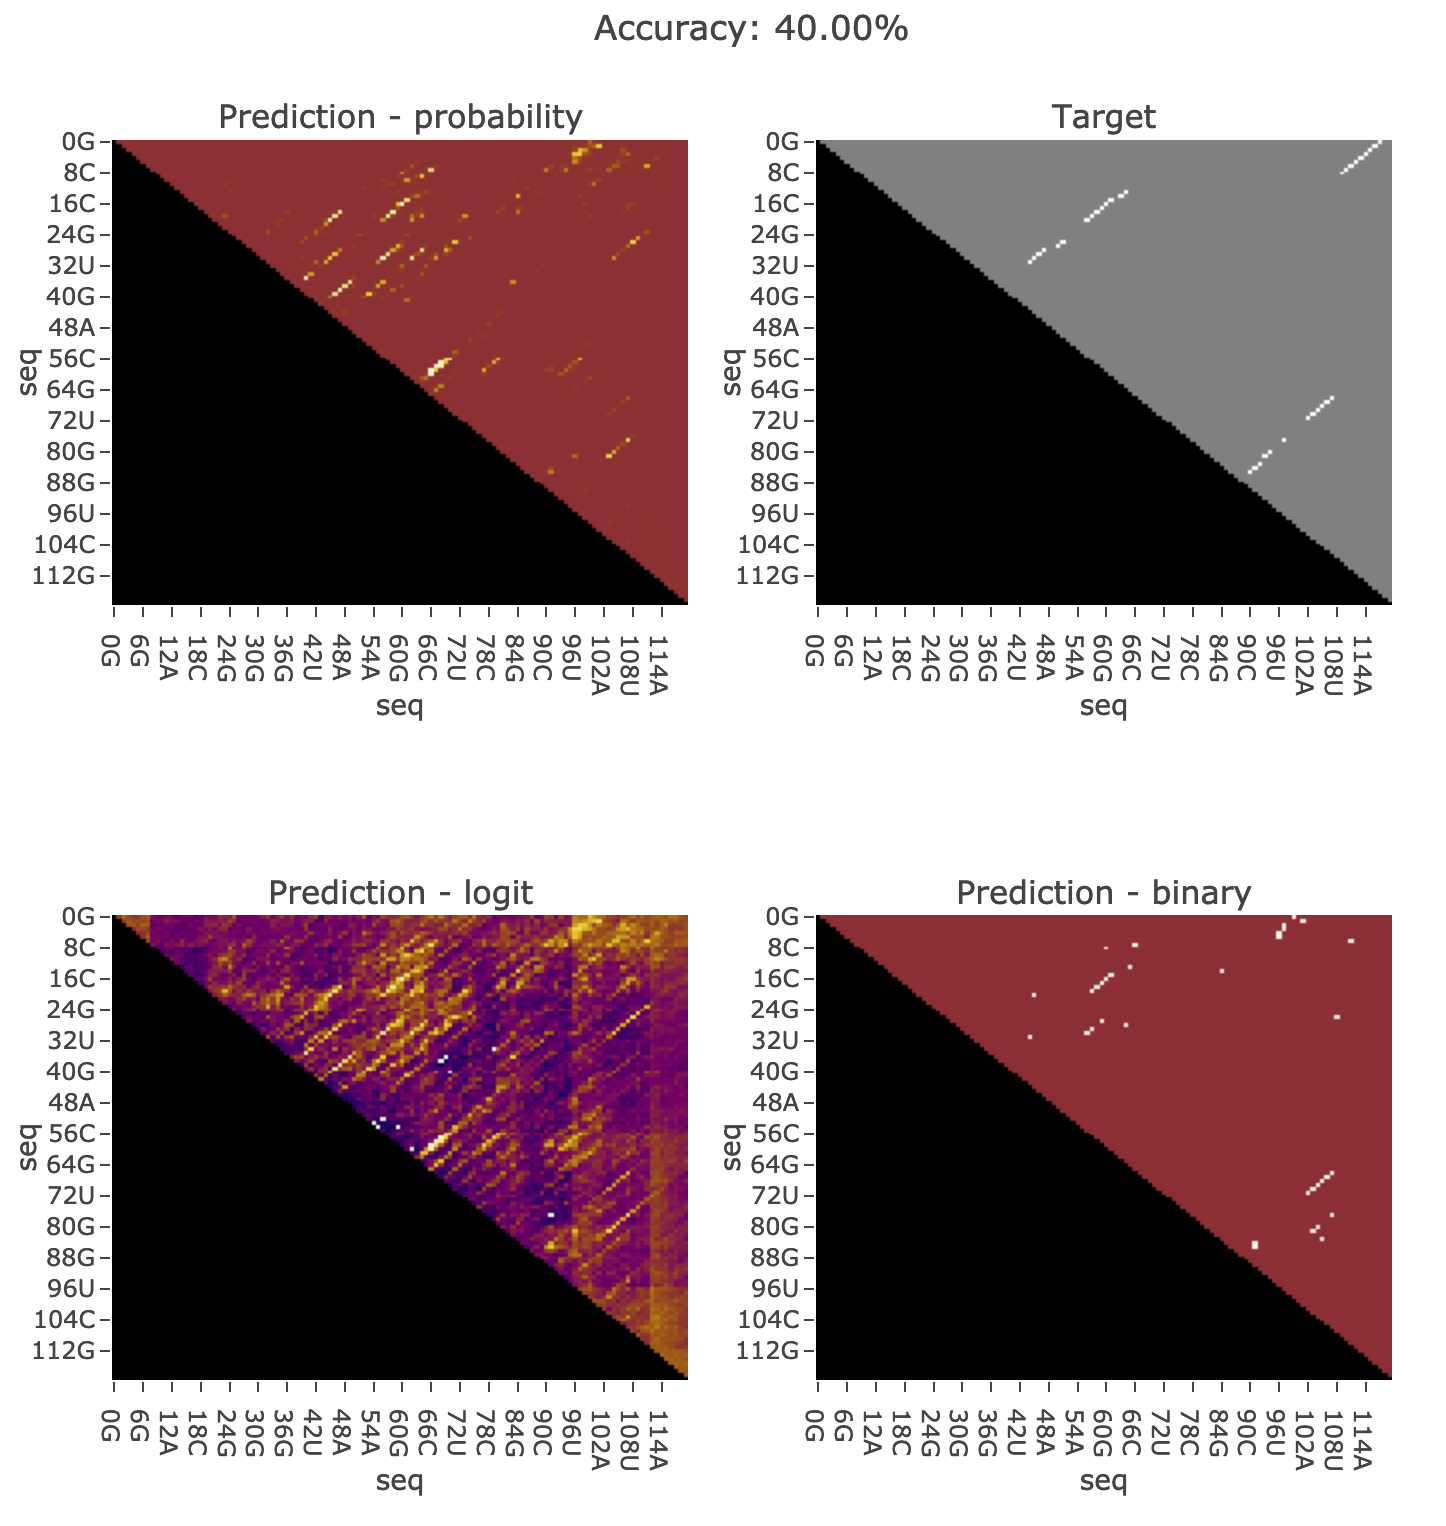 Accuracy: 40.00%
Prediction - probability
Target
0G
8C
16C
24G
32U
40G
48A
56C
64G
72U
80G
88G
96U
104C
112G
seq
0G
6G
12A
18C
24G
30G
36G
42U
48A
54A
60G
66C
72U
78C
84G
90C
96U
102A
108U
114A
seq
0G
8C
16C
24G
32U
40G
48A
56C
64G
72U
80G
88G
96U
104C
112G
seq
0G
6G
12A
18C
24G
30G
36G
42U
48A
54A
60G
66C
72U
78C
84G
90C
96U
102A
108U
114A
seq
Prediction - logit
Prediction - binary
0G
8C
16C
24G
32U
40G
48A
56C
64G
72U
80G
88G
96U
104C
112G
seq
0G
6G
12A
18C
24G
30G
36G
42U
48A
54A
60G
66C
72U
78C
84G
90C
96U
102A
108U
114A
seq
0G
8C
16C
24G
32U
40G
48A
56C
64G
72U
80G
88G
96U
104C
112G
seq
0G
6G
12A
18C
24G
30G
36G
42U
48A
54A
60G
66C
72U
78C
84G
90C
96U
102A
108U
114A
seq